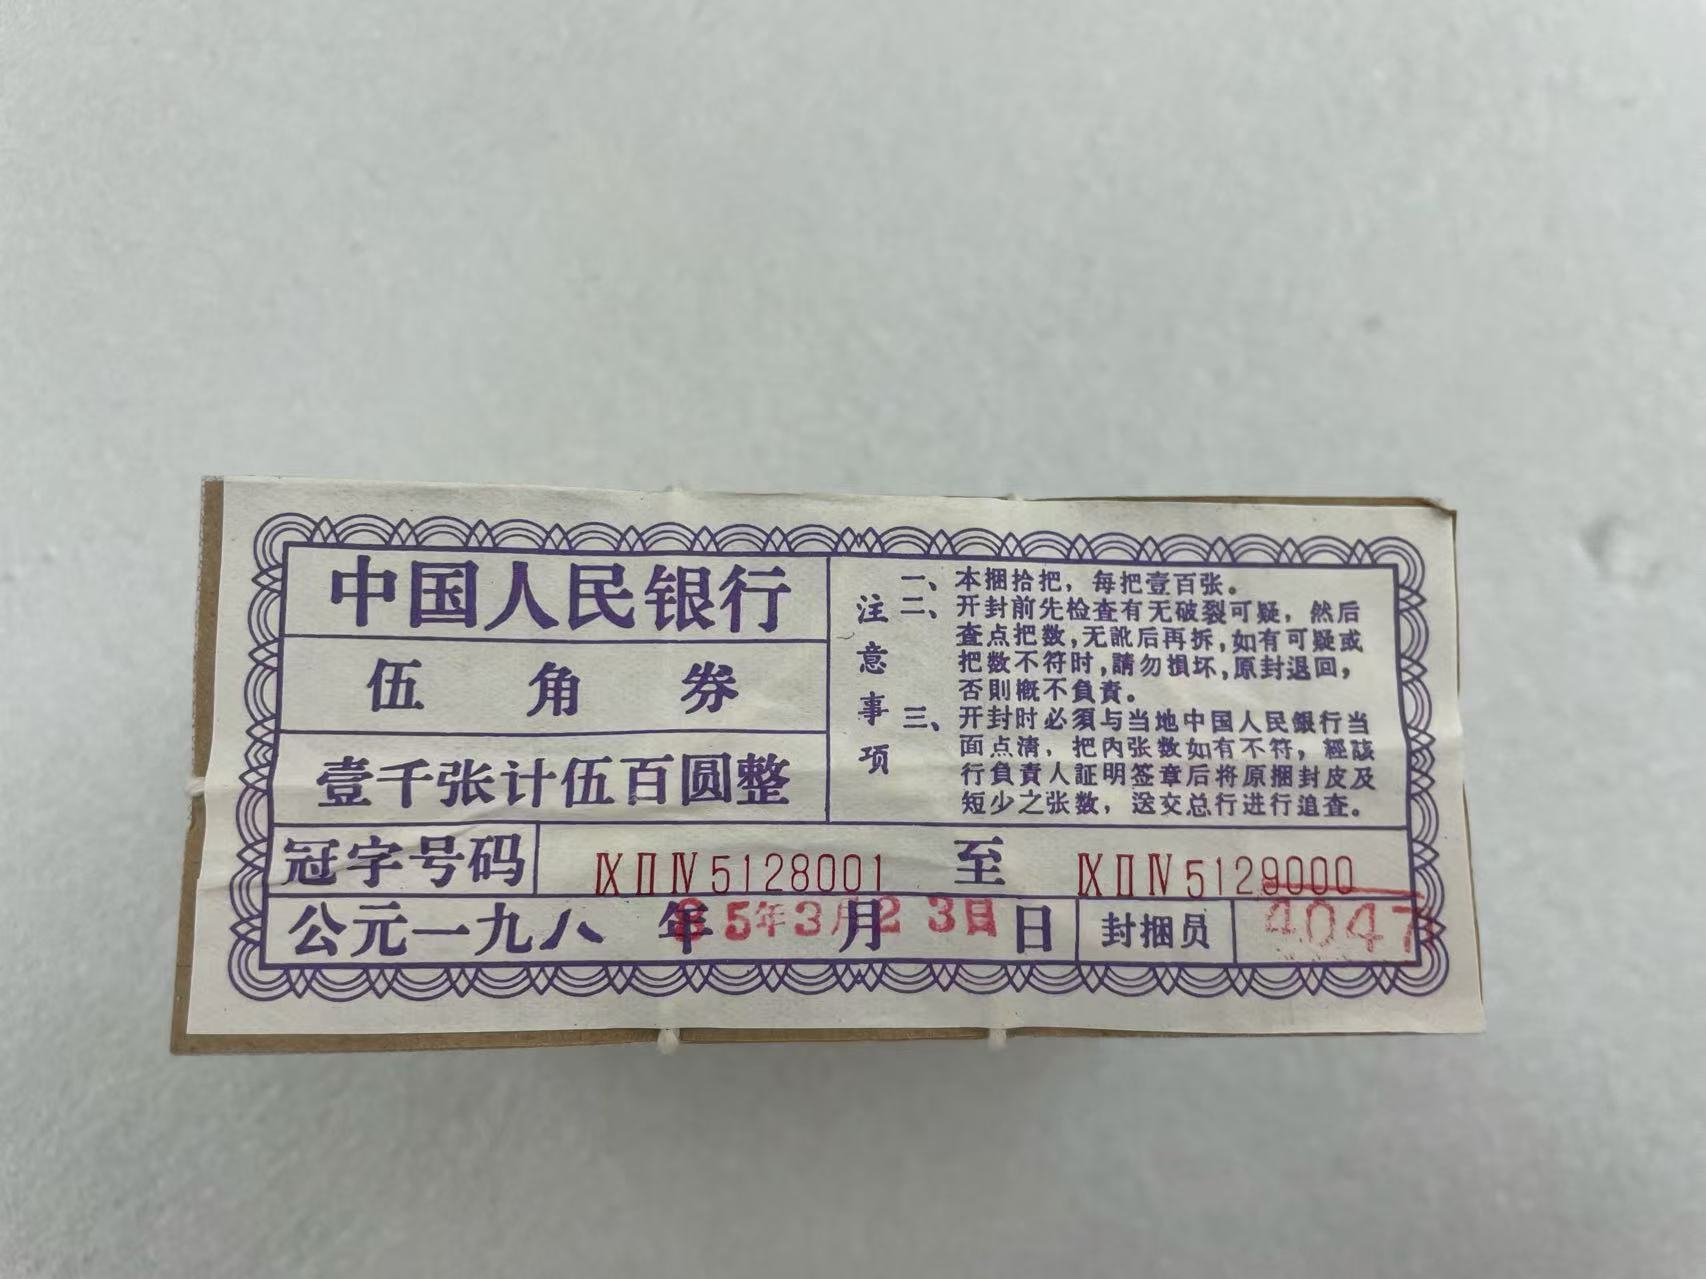 中国人民银行
伍角券
壹千张计伍百圆整
注意事项
一、本捆拾把，每把壹百张。
二、开封前先检查有无破裂可疑，然后
查点把数，无訛后再拆，如有可疑或
把数不符时，請勿損坏，原封退回，
否則概不負責。
三、开封时必須与当地中国人民銀行当
面点清，把内张数如有不符，經該
行負責人証明签章后将原捆封皮及
短少之张数，送交总行进行追查。
冠字号码 ⅨⅡⅣ5128001 至 ⅨⅡⅣ5129000
公元一九八 年 月 日
85年3月23日
封捆员 4047